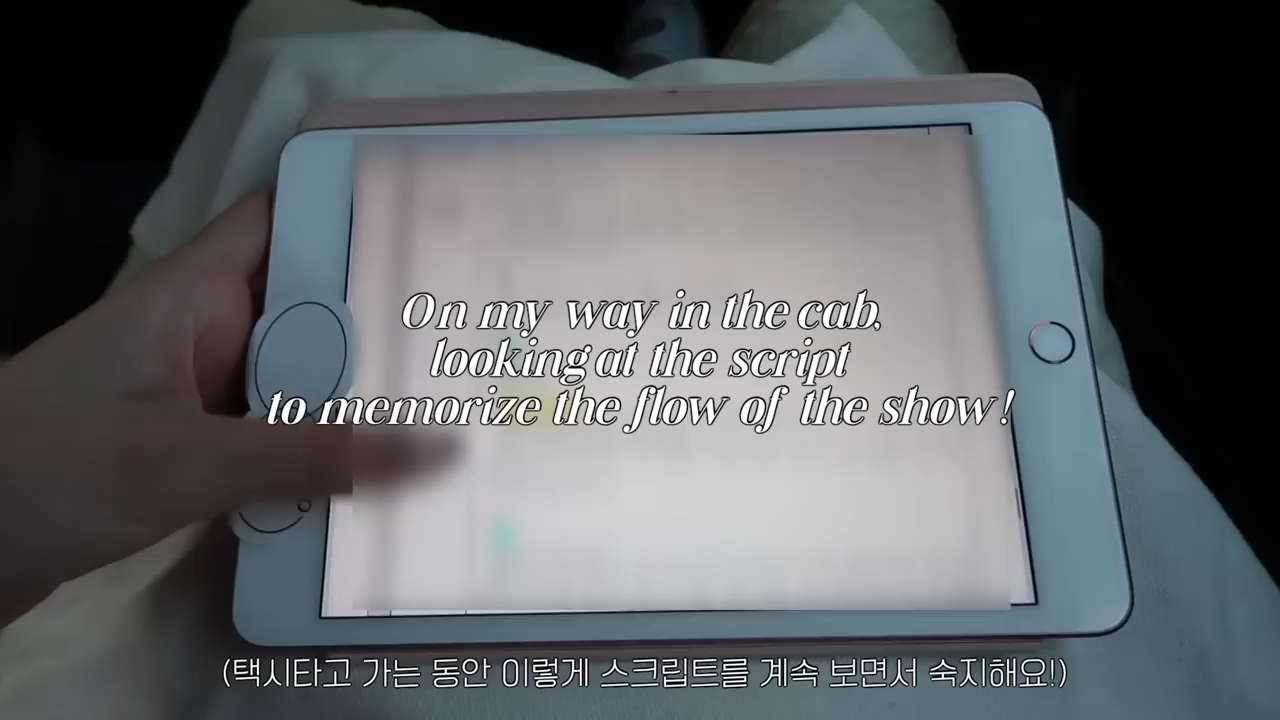 On my way in the cab,
looking at the script
to memorize the flow of the show!
(택시타고 가는 동안 이렇게 스크립트를 계속 보면서 숙지해요!)